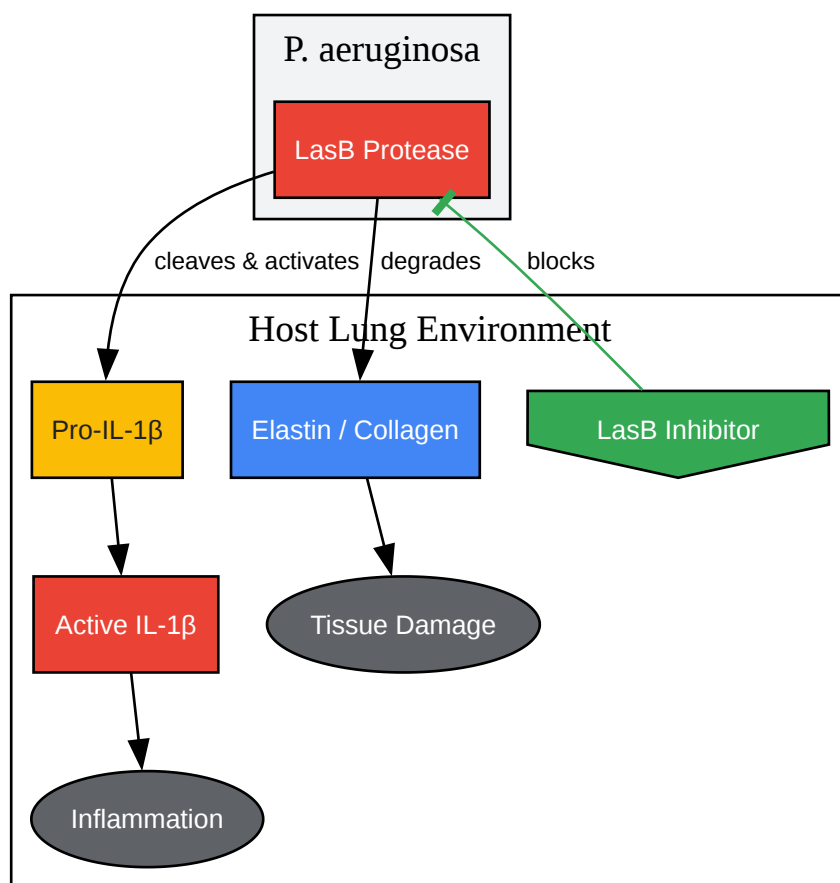 P. aeruginosa
LasB Protease
cleaves & activates
degrades
blocks
Host Lung Environment
Pro-IL-1β
Elastin / Collagen
LasB Inhibitor
Active IL-1β
Tissue Damage
Inflammation